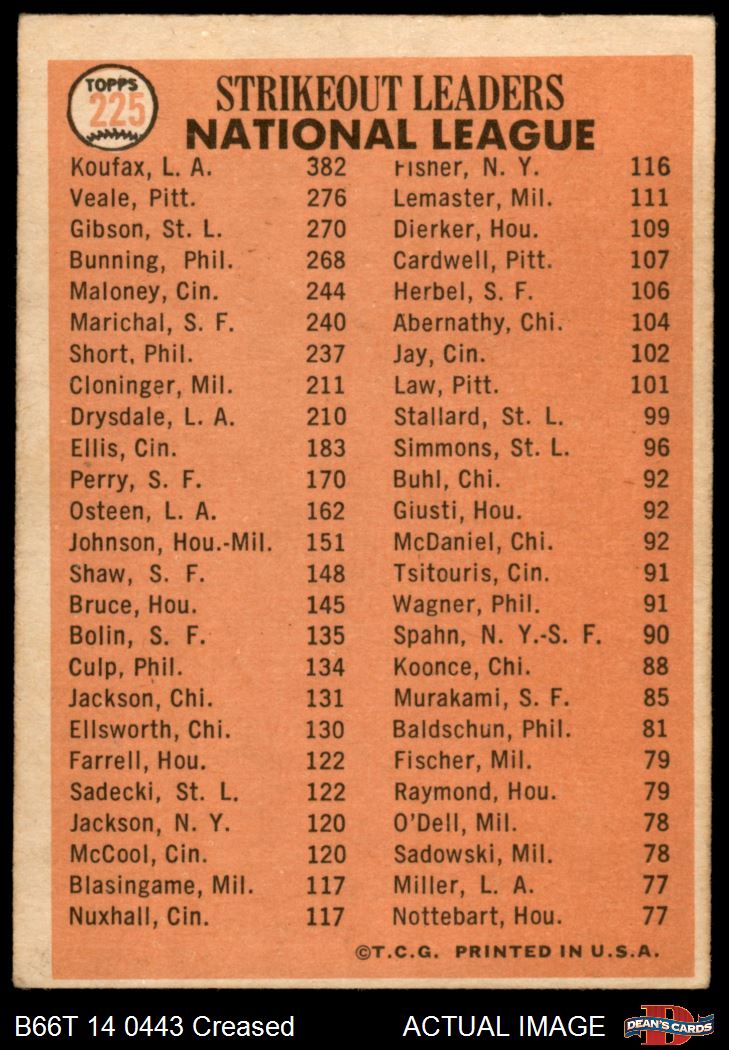 TOPPS
225
STRIKEOUT LEADERS
NATIONAL LEAGUE
Koufax, L. A. 382
Veale, Pitt. 276
Gibson, St. L. 270
Bunning, Phil. 268
Maloney, Cin. 244
Marichal, S. F. 240
Short, Phil. 237
Cloninger, Mil. 211
Drysdale, L. A. 210
Ellis, Cin. 183
Perry, S. F. 170
Osteen, L. A. 162
Johnson, Hou.-Mil. 151
Shaw, S. F. 148
Bruce, Hou. 145
Bolin, S. F. 135
Culp, Phil. 134
Jackson, Chi. 131
Ellsworth, Chi. 130
Farrell, Hou. 122
Sadecki, St. L. 122
Jackson, N. Y. 120
McCool, Cin. 120
Blasingame, Mil. 117
Nuxhall, Cin. 117
Fisher, N. Y. 116
Lemaster, Mil. 111
Dierker, Hou. 109
Cardwell, Pitt. 107
Herbel, S. F. 106
Abernathy, Chi. 104
Jay, Cin. 102
Law, Pitt. 101
Stallard, St. L. 99
Simmons, St. L. 96
Buhl, Chi. 92
Giusti, Hou. 92
McDaniel, Chi. 92
Tsitouris, Cin. 91
Wagner, Phil. 91
Spahn, N. Y.-S. F. 90
Koonce, Chi. 88
Murakami, S. F. 85
Baldschun, Phil. 81
Fischer, Mil. 79
Raymond, Hou. 79
O'Dell, Mil. 78
Sadowski, Mil. 78
Miller, L. A. 77
Nottebart, Hou. 77
©T.C.G. PRINTED IN U.S.A.
B66T 14 0443 Creased ACTUAL IMAGE
D
DEAN'S CARDS